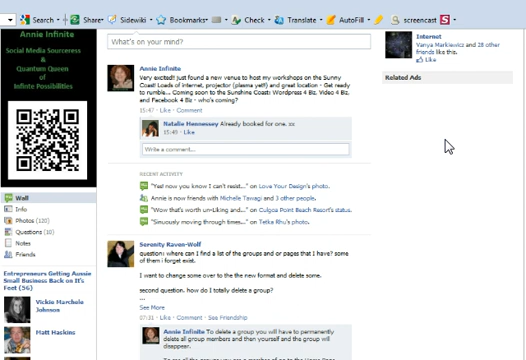 Search
Share
Sidewiki
Bookmarks
Check
Translate
AutoFill
screencast
S
Annie Infinite
Social Media Sourceress
&
Quantum Queen
of
Infinte Possibilities
Wall
Info
Photos (120)
Questions (10)
Notes
Friends
Entrepreneurs Getting Aussie
Small Business Back on It's
Feet (56)
Vickie Marchele
Johnson
Matt Haskins
What's on your mind?
Annie Infinite
Very excited! just found a new venue to host my workshops on the Sunny
Coast! Loads of internet, projector (plasma yet!) and great location - Get ready
to rumble... Coming soon to the Sunshine Coast: Wordpress 4 Biz, Video 4 Biz,
and Facebook 4 Biz - who's coming?
15:47 · Like · Comment
Natalie Hennessey Already booked for one. xx
15:49 · Like
Write a comment...
RECENT ACTIVITY
"Yeel now you know I can't resist..." on Love Your Design's photo.
Annie is now friends with Michele Tawagi and 3 other people.
"Wow that's worth un-Liking and..." on Culgoa Point Beach Resort's status.
"Sinuously moving through times..." on Tetka Rhu's photo.
Serenity Raven-Wolf
question: where can I find a list of the groups and or pages that I have? some
of them i forget exist.
I want to change some over to the the new format and delete some.
second question. how do I totally delete a group?
...
See More
07:31 · Like · Comment · See Friendship
Annie Infinite To delete a group you will have to permanently
delete all group members and then yourself and the group will
disappear.
Internet
Vanya Markiewicz and 28 other
friends like this.
Like
Related Ads